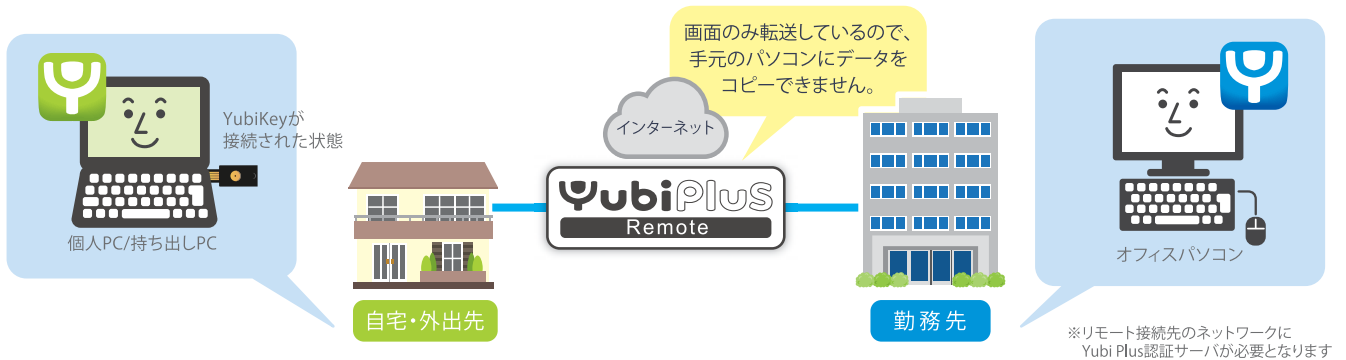 YubiKeyが
接続された状態
個人PC/持ち出しPC
自宅・外出先
インターネット
画面のみ転送しているので、
手元のパソコンにデータを
コピーできません。
YubiPlus
Remote
勤務先
オフィスパソコン
※リモート接続先のネットワークに
Yubi Plus認証サーバが必要となります